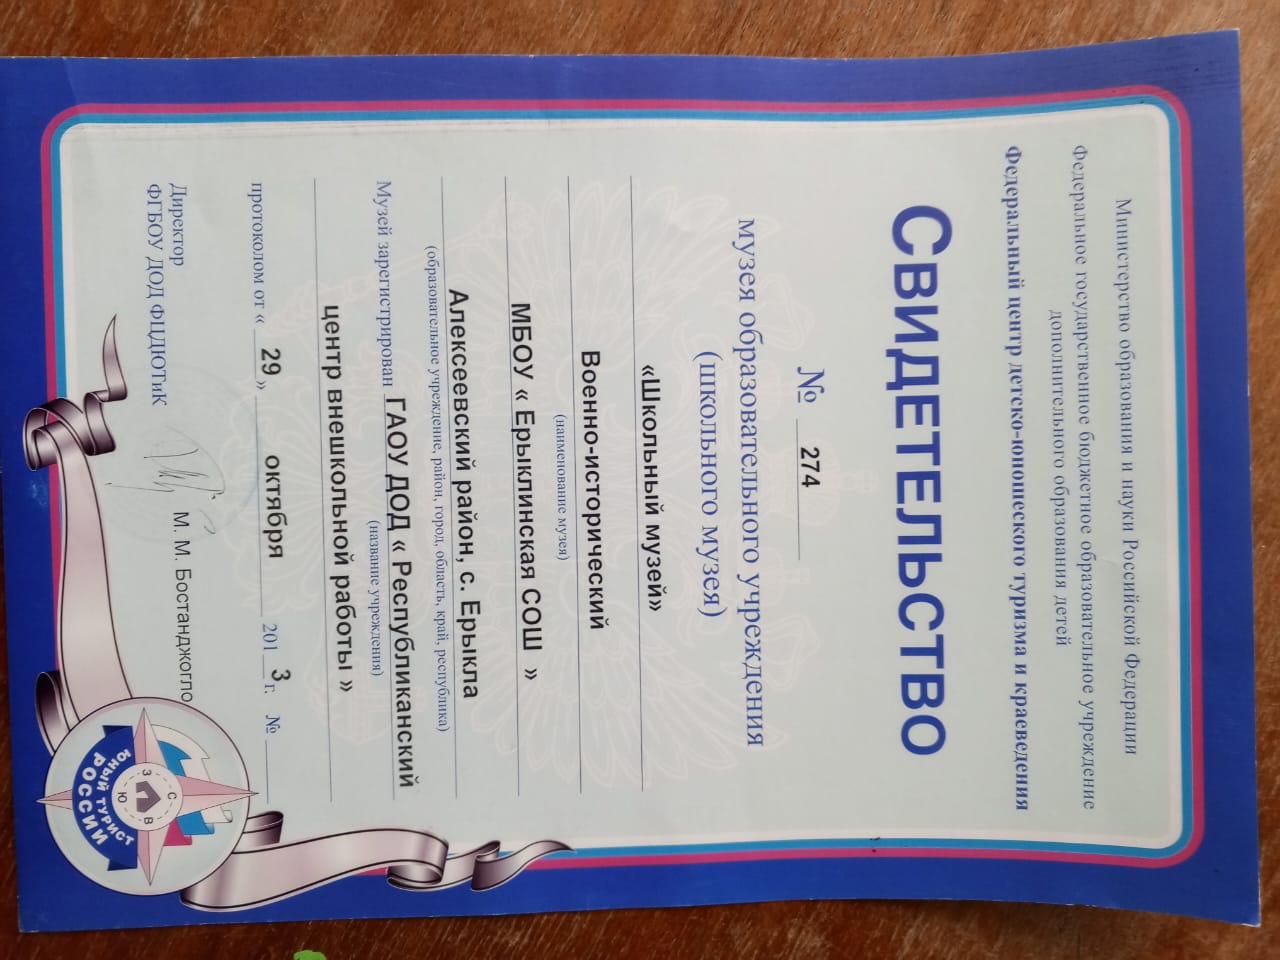 Министерство образования и науки Российской Федерации
Федеральное государственное бюджетное образовательное учреждение
дополнительного образования детей
Федеральный центр детско-юношеского туризма и краеведения
СВИДЕТЕЛЬСТВО
№ 274
музея образовательного учреждения
(школьного музея)
«Школьный музей»
(наименование музея)
Военно-исторический
МБОУ « Ерыклинская СОШ »
Алексеевский район, с. Ерыкла
(образовательное учреждение, район, город, область, край, республика)
Музей зарегистрирован ГАОУ ДОД « Республиканский
(название учреждения)
центр внешкольной работы »
протоколом от « 29 » октября 201 3 г. №
Директор
ФГБОУ ДОД ФЦДЮТиК М. М. Бостанджогло
С
З В
Ю
ЮНЫЙ ТУРИСТ
РОССИИ